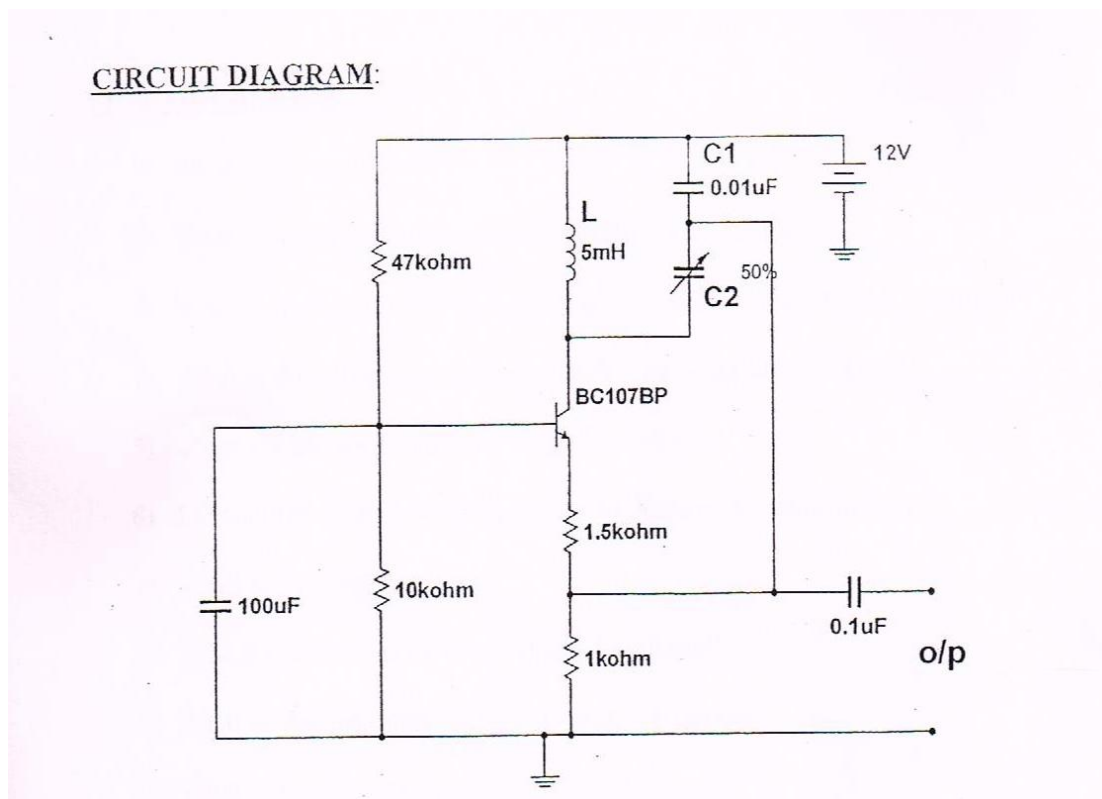 CIRCUIT DIAGRAM:
C1
12V
0.01uF
L
5mH
47kohm
50%
C2
BC107BP
1.5kohm
10kohm
100uF
0.1uF
1kohm
o/p